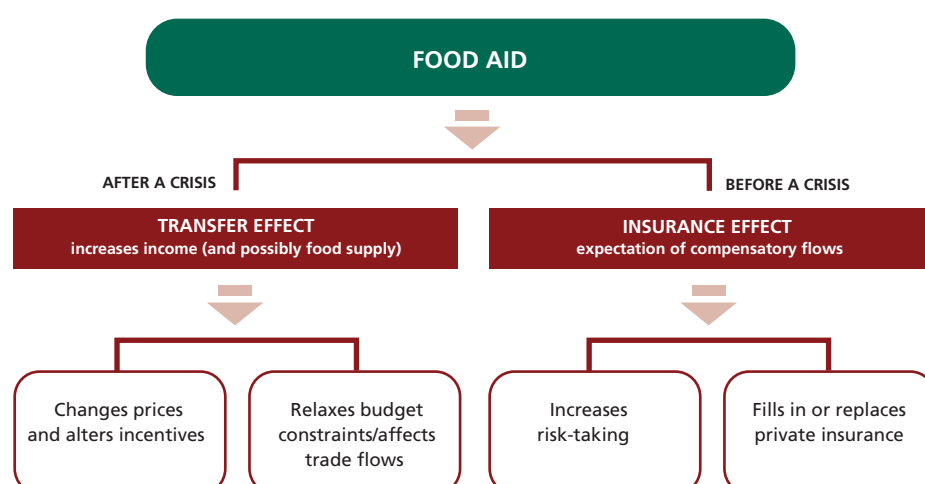 FOOD AID
AFTER A CRISIS
BEFORE A CRISIS
TRANSFER EFFECT
increases income (and possibly food supply)
INSURANCE EFFECT
expectation of compensatory flows
Changes prices
and alters incentives
Relaxes budget
constraints/affects
trade flows
Increases
risk-taking
Fills in or replaces
private insurance